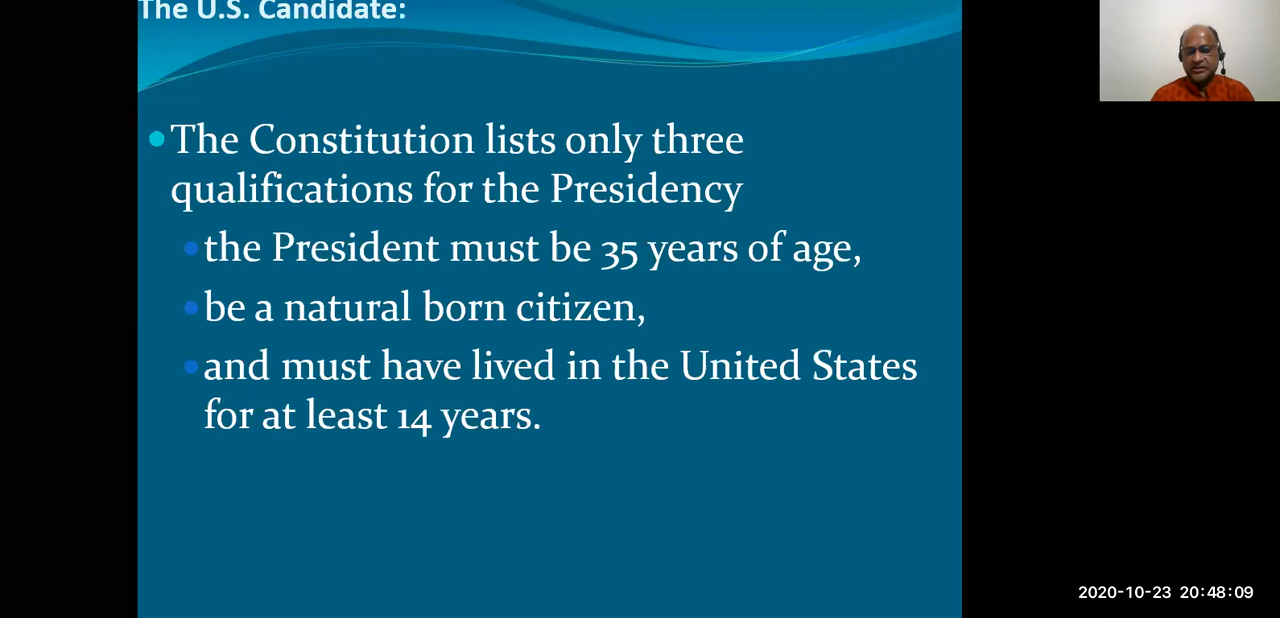 The U.S. Candidate:
The Constitution lists only three
qualifications for the Presidency
the President must be 35 years of age,
be a natural born citizen,
and must have lived in the United States
for at least 14 years.
2020-10-23 20:48:09